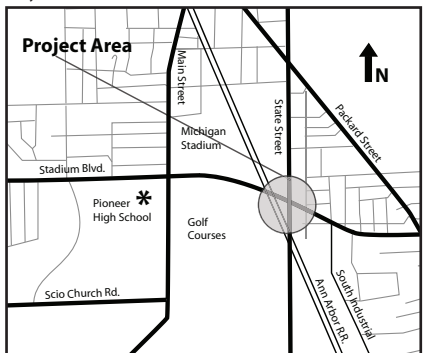 Project Area
N
Main Street
State Street
Packard Street
Michigan
Stadium
Stadium Blvd.
Pioneer
High School
*
Golf
Courses
Scio Church Rd.
Ann Arbor R.R.
South Industrial